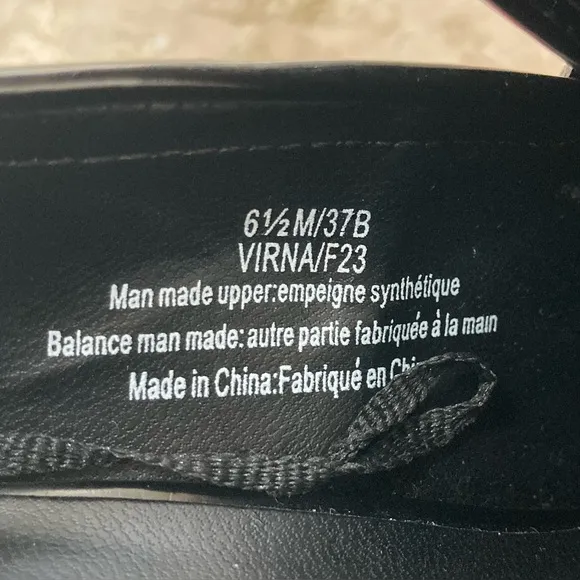 6½M/37B
VIRNA/F23
Man made upper:empeigne synthétique
Balance man made: autre partie fabriquée à la main
Made in China:Fabriqué en